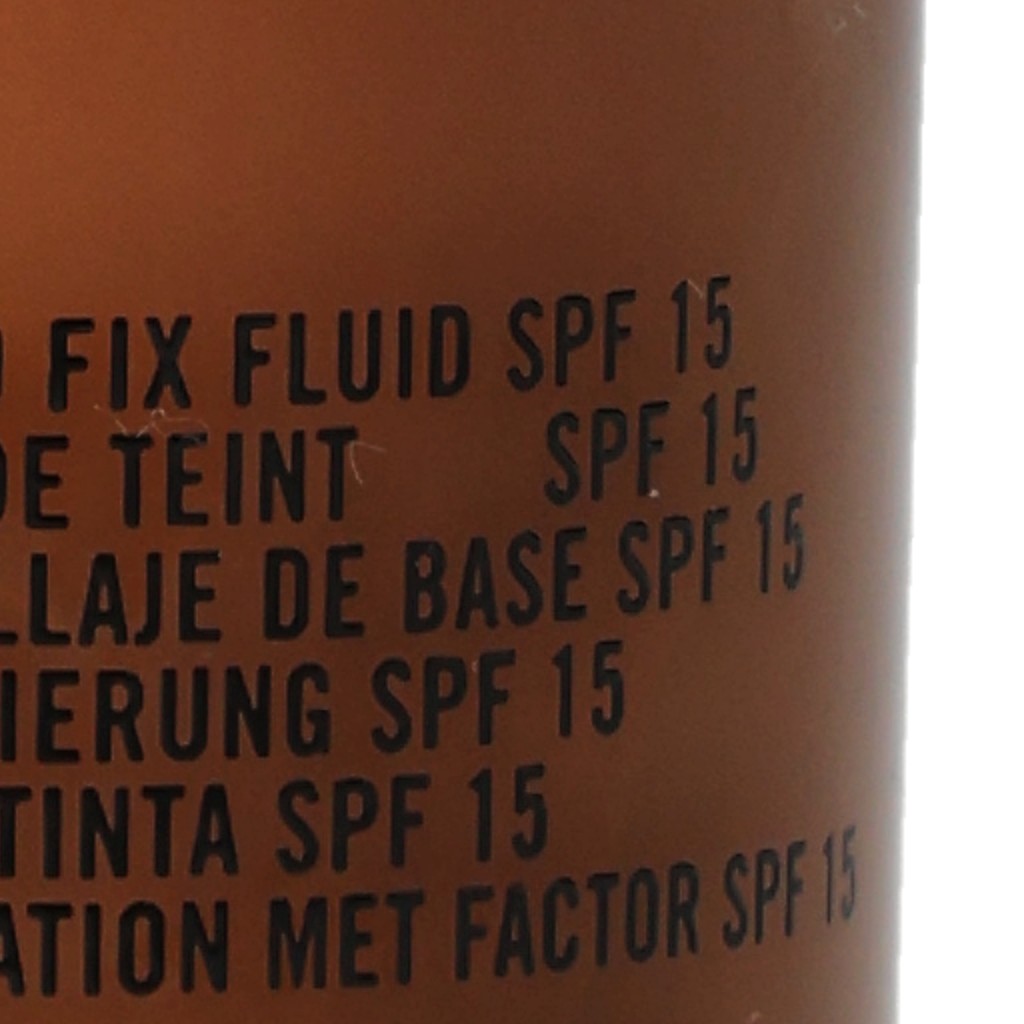 FIX FLUID SPF 15
DE TEINT SPF 15
LLAJE DE BASE SPF 15
IERUNG SPF 15
TINTA SPF 15
ATION MET FACTOR SPF 15